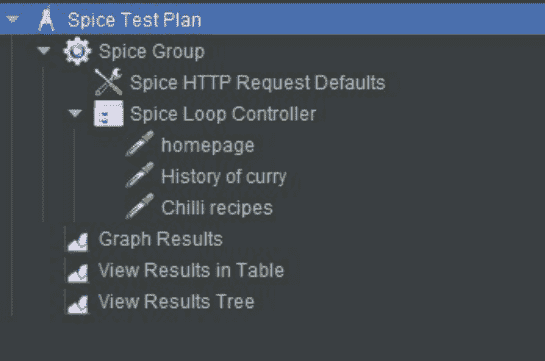 Spice Test Plan
Spice Group
Spice HTTP Request Defaults
Spice Loop Controller
homepage
History of curry
Chilli recipes
Graph Results
View Results in Table
View Results Tree